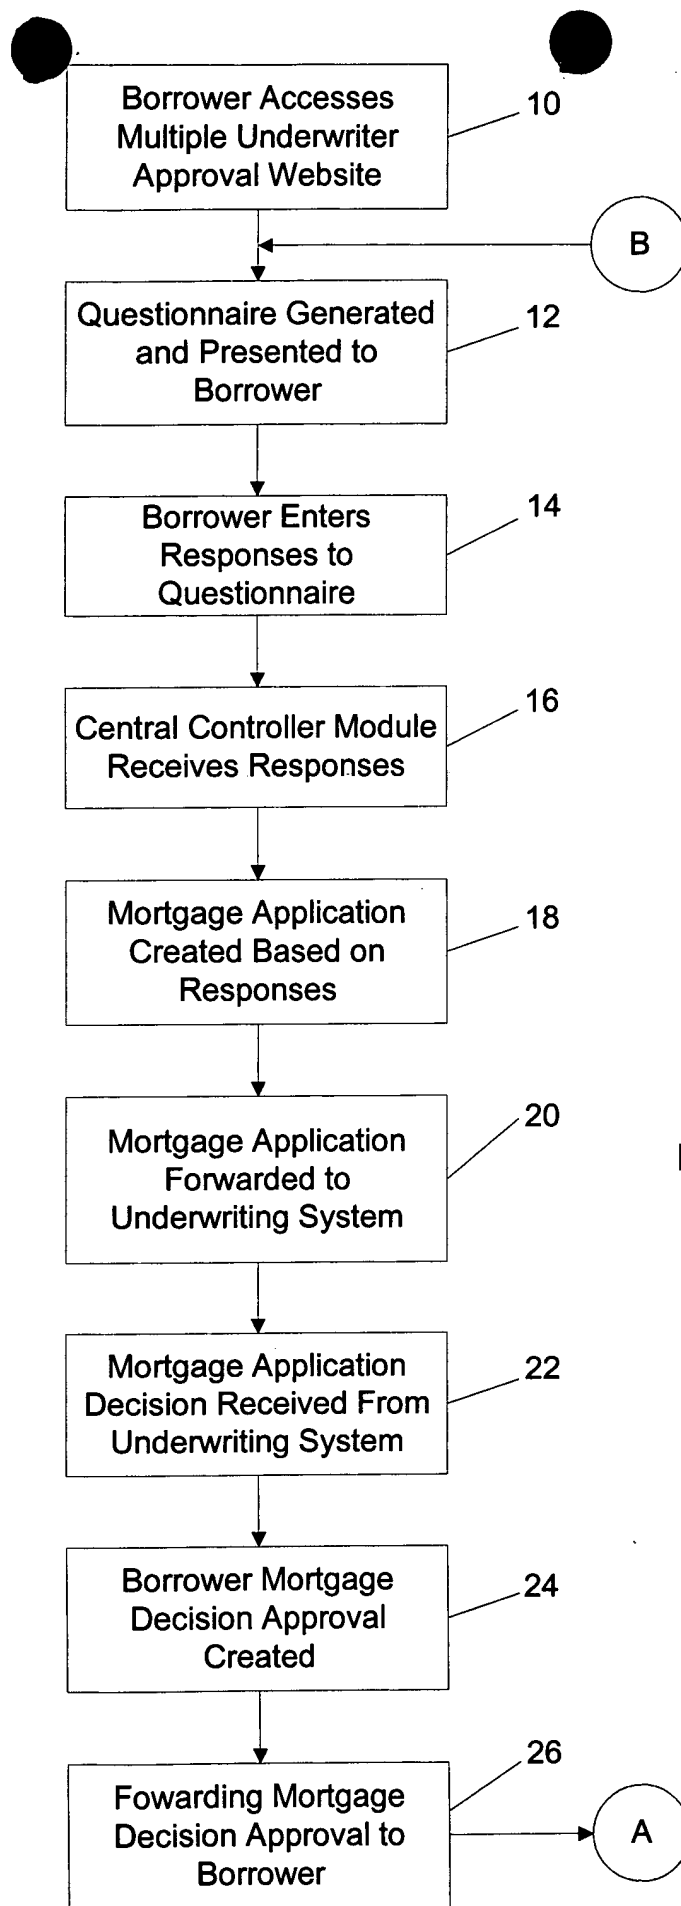 Borrower Accesses
Multiple Underwriter
Approval Website
10
B
Questionnaire Generated
and Presented to
Borrower
12
Borrower Enters
Responses to
Questionnaire
14
Central Controller Module
Receives Responses
16
Mortgage Application
Created Based on
Responses
18
Mortgage Application
Forwarded to
Underwriting System
20
Mortgage Application
Decision Received From
Underwriting System
22
Borrower Mortgage
Decision Approval
Created
24
Fowarding Mortgage
Decision Approval to
Borrower
26
A